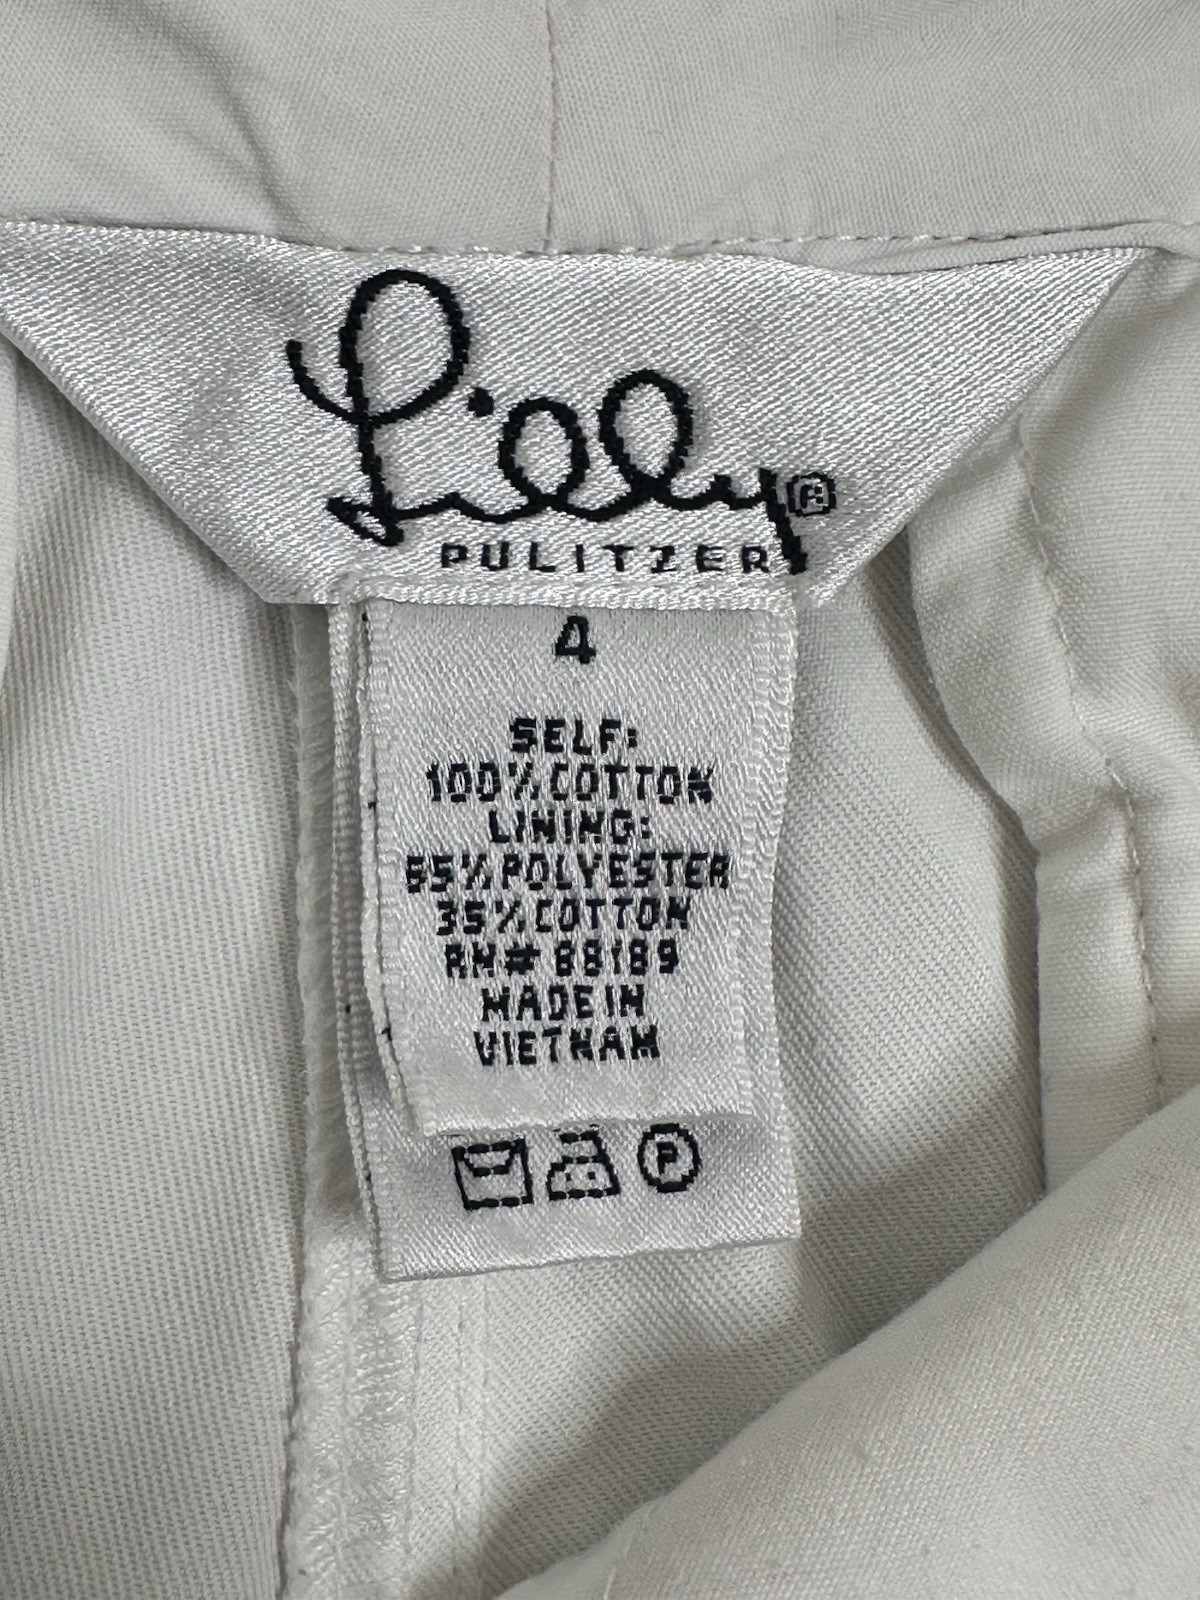 Lilly®
PULITZER
4
SELF:
100% COTTON
LINING:
65% POLYESTER
35% COTTON
RN# 88189
MADE IN
VIETNAM
P